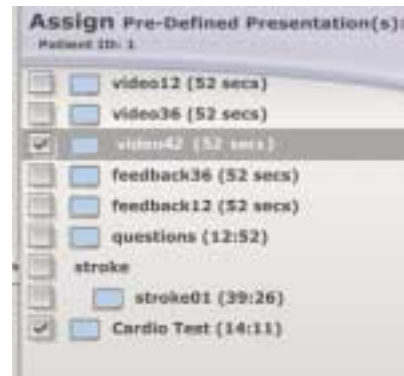 Assign Pre-Defined Presentation(s):
Patient ID: 1
video12 (52 secs)
video36 (52 secs)
video42 (52 secs)
feedback36 (52 secs)
feedback12 (52 secs)
questions (12:52)
stroke
stroke01 (39:26)
Cardio Test (14:11)